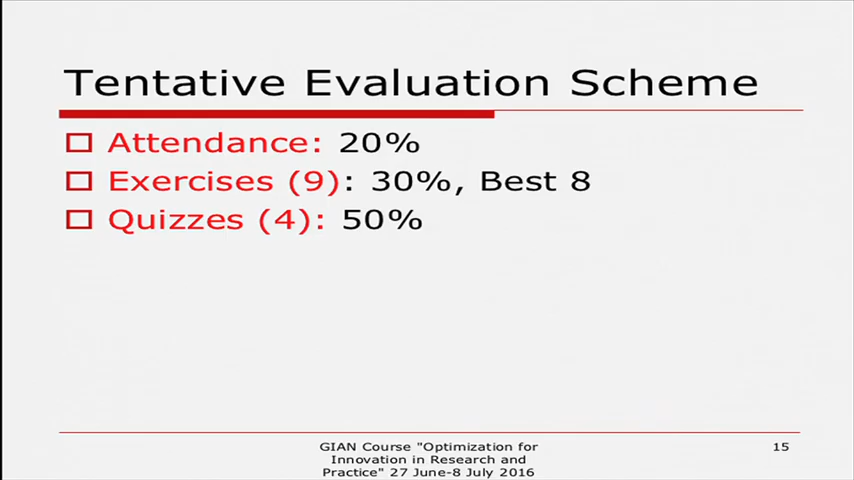 Tentative Evaluation Scheme
Attendance: 20%
Exercises (9): 30%, Best 8
Quizzes (4): 50%
GIAN Course "Optimization for
Innovation in Research and
Practice" 27 June-8 July 2016
15